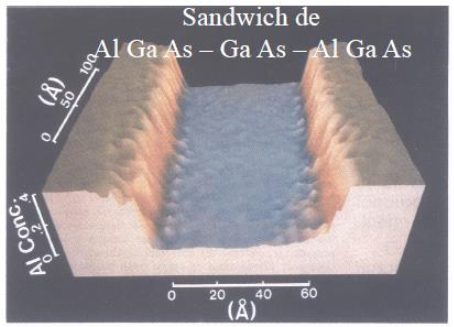 Sandwich de
Al Ga As – Ga As – Al Ga As
(Å)
0 50 100
Al Conc.
0 2 4
0 20 40 60
(Å)